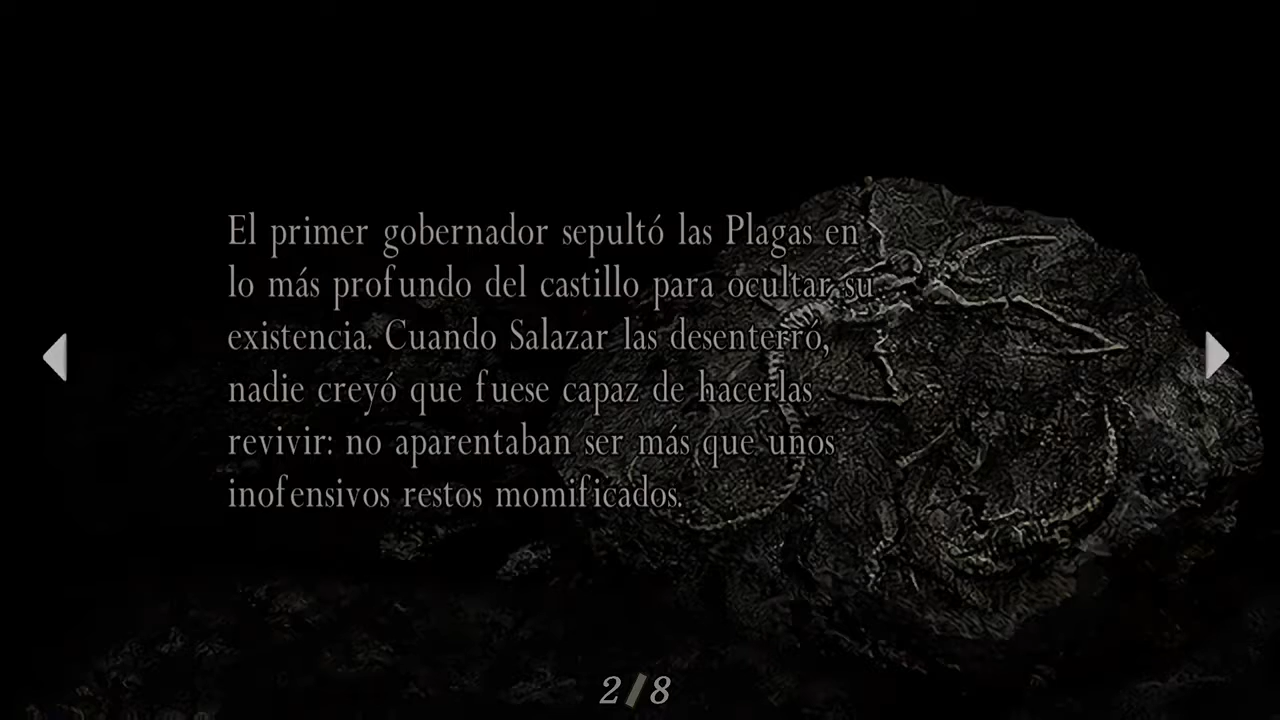 El primer gobernador sepultó las Plagas en
lo más profundo del castillo para ocultar su
existencia. Cuando Salazar las desenterró,
nadie creyó que fuese capaz de hacerlas
revivir: no aparentaban ser más que unos
inofensivos restos momificados.
2/8